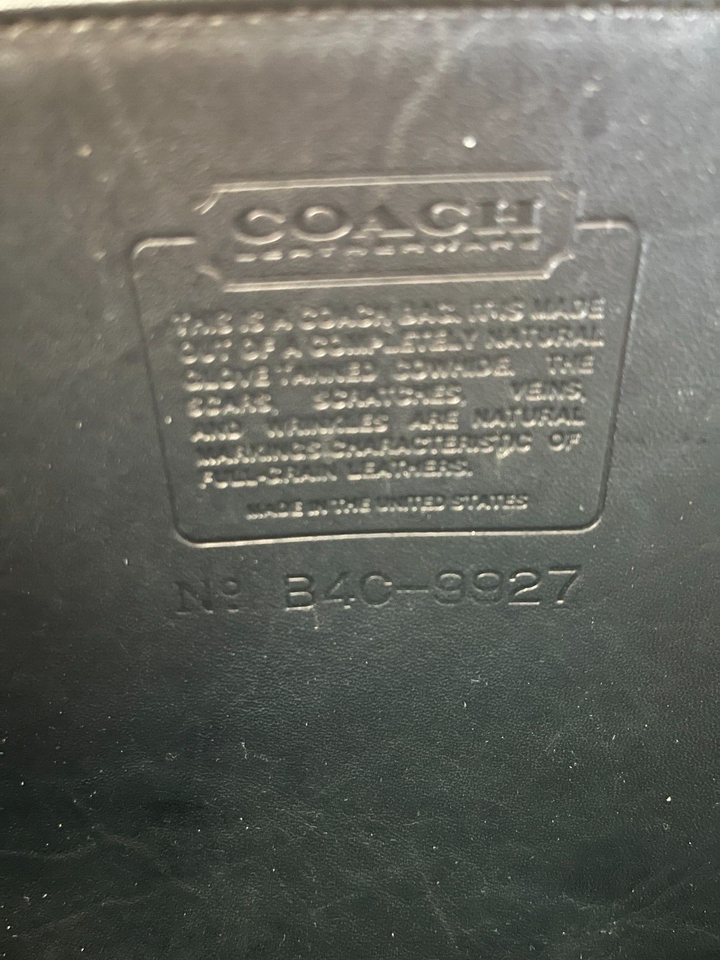 COACH
LEATHERWARE
THIS IS A COACH BAG. IT IS MADE
OUT OF A COMPLETELY NATURAL
GLOVE TANNED COWHIDE. THE
SCARS, SCRATCHES, VEINS,
AND WRINKLES ARE NATURAL
MARKINGS CHARACTERISTIC OF
FULL-GRAIN LEATHERS.
MADE IN THE UNITED STATES
Nº B4C-9927